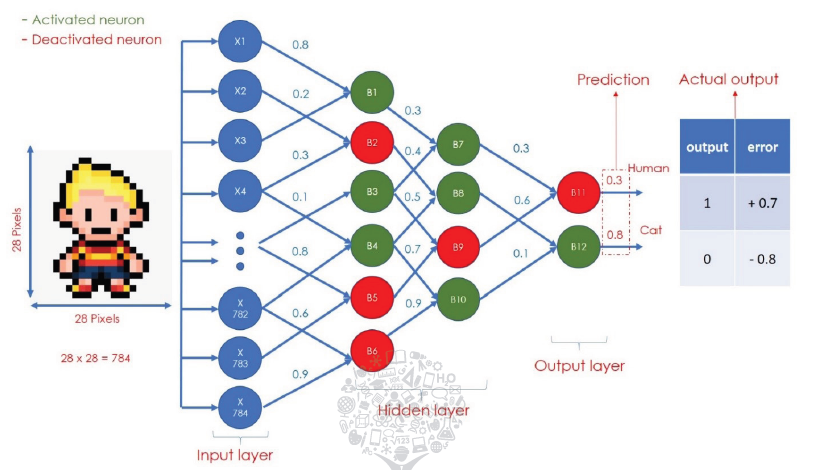 - Activated neuron
- Deactivated neuron
28 Pixels
28 Pixels
28 x 28 = 784
X1
X2
X3
X4
X
782
X
783
X
784
Input layer
0.8
0.2
0.3
0.1
0.8
0.6
0.9
B1
B2
B3
B4
B5
B6
Hidden layer
0.3
0.4
0.5
0.7
0.9
B7
B8
B9
B10
0.3
0.6
0.1
B11
B12
Output layer
Prediction
0.3
0.8
Human
Cat
Actual output
output error
1 + 0.7
0 - 0.8